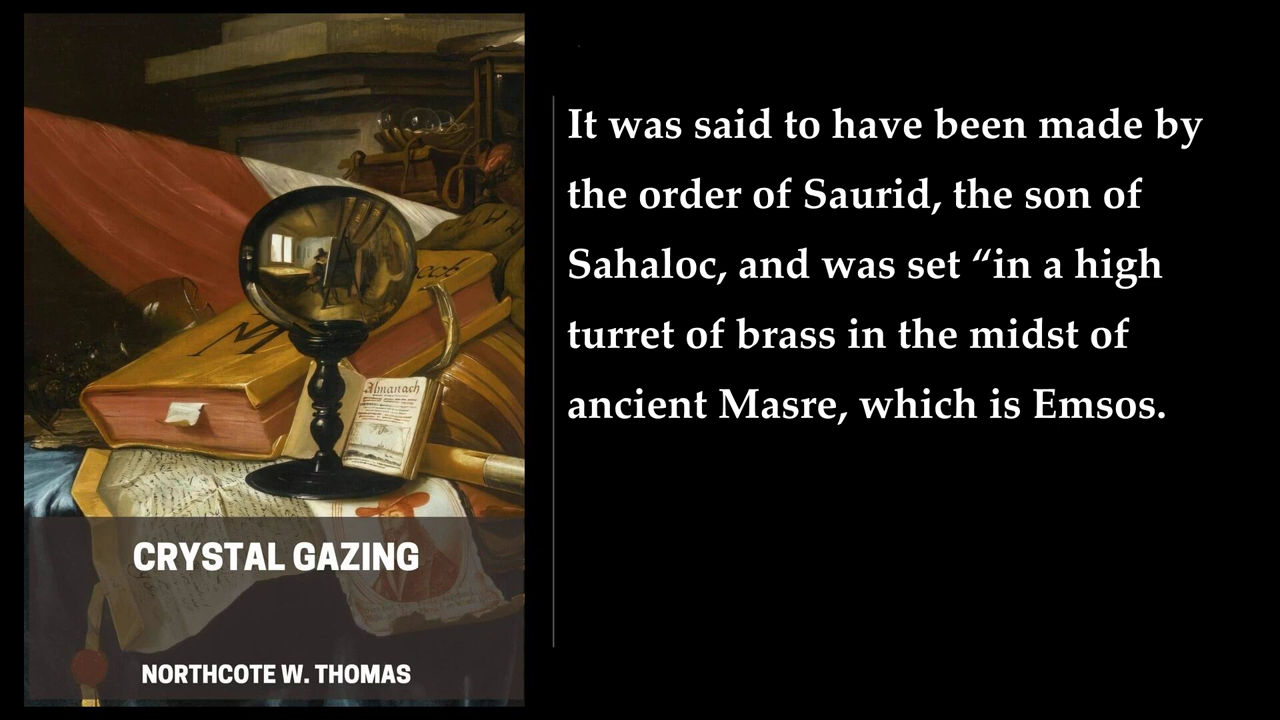 It was said to have been made by
the order of Saurid, the son of
Sahaloc, and was set “in a high
turret of brass in the midst of
ancient Masre, which is Emsos.
M
Almanach
CRYSTAL GAZING
NORTHCOTE W. THOMAS